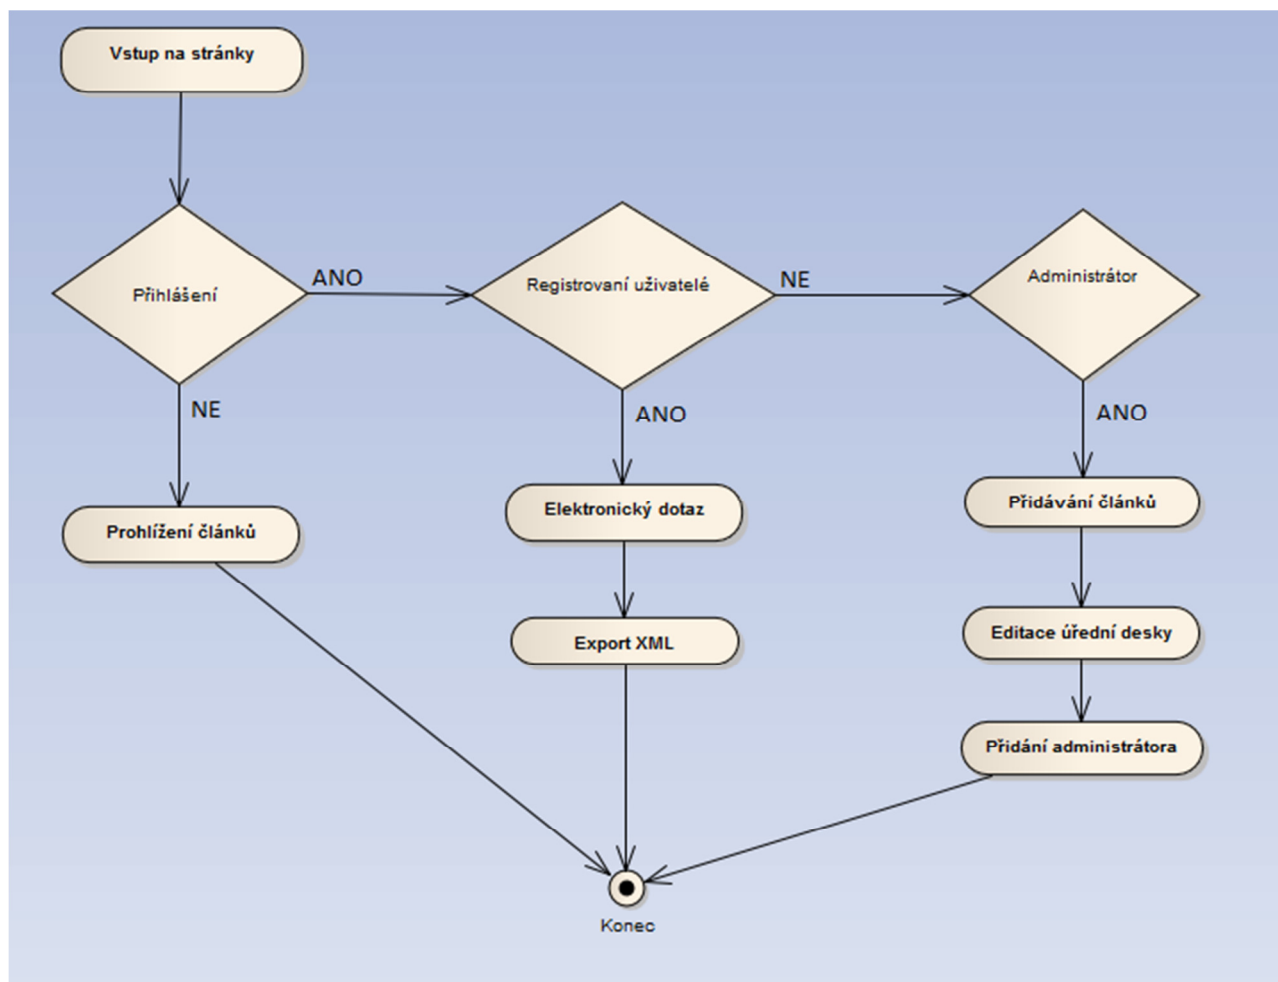 Vstup na stránky
Přihlášení
ANO
Registrovaní uživatelé
NE
Administrátor
NE
ANO
ANO
Prohlížení článků
Elektronický dotaz
Přidávání článků
Export XML
Editace úřední desky
Přidání administrátora
Konec